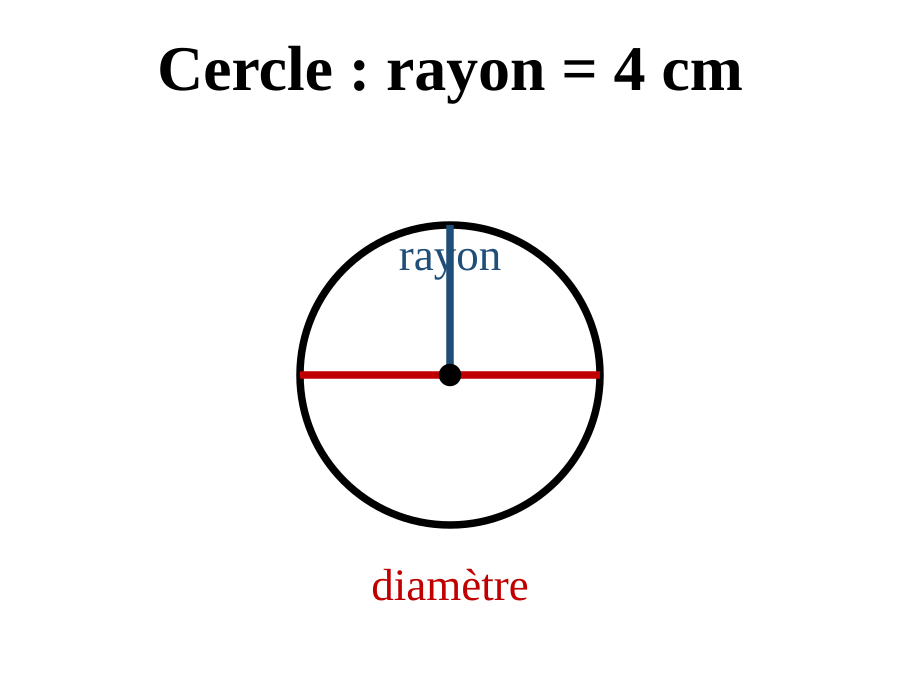 Cercle : rayon = 4 cm
rayon
diamètre